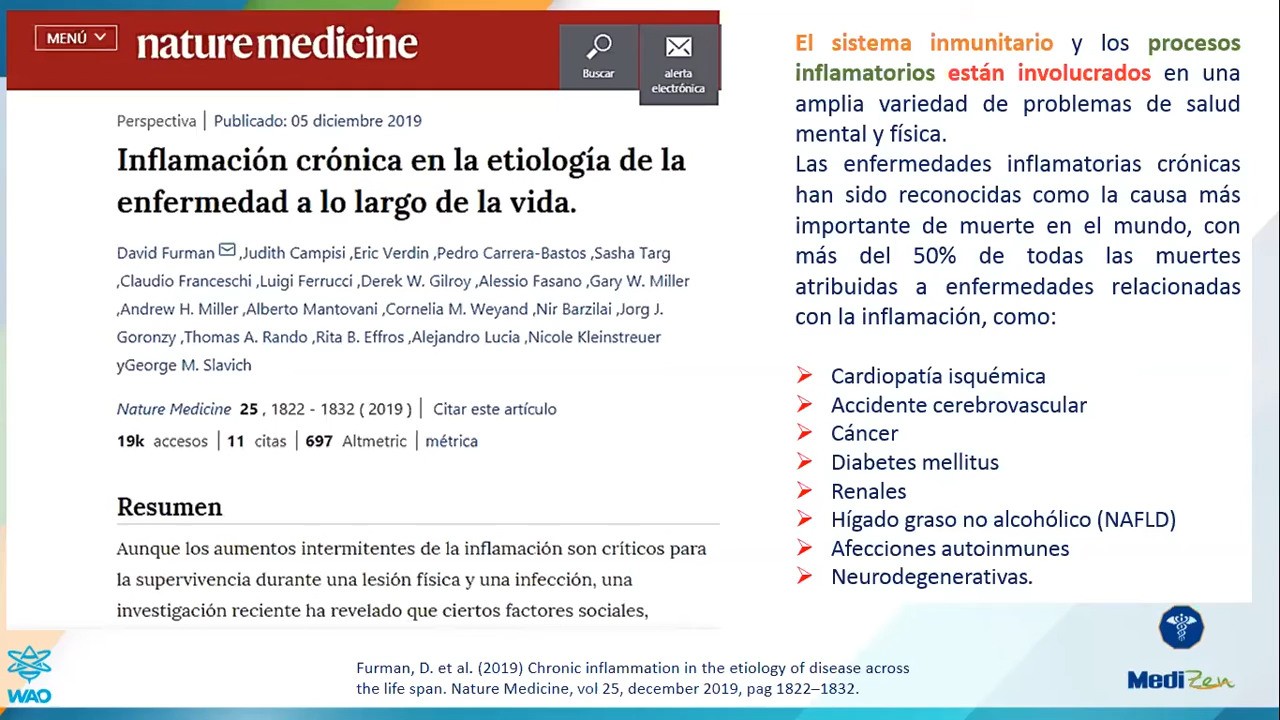 MENÚ
nature medicine
Buscar
alerta
electrónica
Perspectiva | Publicado: 05 diciembre 2019
Inflamación crónica en la etiología de la
enfermedad a lo largo de la vida.
David Furman ,Judith Campisi ,Eric Verdin ,Pedro Carrera-Bastos ,Sasha Targ
,Claudio Franceschi ,Luigi Ferrucci ,Derek W. Gilroy ,Alessio Fasano ,Gary W. Miller
,Andrew H. Miller ,Alberto Mantovani ,Cornelia M. Weyand ,Nir Barzilai ,Jorg J.
Goronzy ,Thomas A. Rando ,Rita B. Effros ,Alejandro Lucia ,Nicole Kleinstreuer
yGeorge M. Slavich
Nature Medicine 25 , 1822 - 1832 ( 2019 ) | Citar este artículo
19k accesos | 11 citas | 697 Altmetric | métrica
Resumen
Aunque los aumentos intermitentes de la inflamación son críticos para
la supervivencia durante una lesión física y una infección, una
investigación reciente ha revelado que ciertos factores sociales,
El sistema inmunitario y los procesos
inflamatorios están involucrados en una
amplia variedad de problemas de salud
mental y física.
Las enfermedades inflamatorias crónicas
han sido reconocidas como la causa más
importante de muerte en el mundo, con
más del 50% de todas las muertes
atribuidas a enfermedades relacionadas
con la inflamación, como:
Cardiopatía isquémica
Accidente cerebrovascular
Cáncer
Diabetes mellitus
Renales
Hígado graso no alcohólico (NAFLD)
Afecciones autoinmunes
Neurodegenerativas.
Furman, D. et al. (2019) Chronic inflammation in the etiology of disease across
the life span. Nature Medicine, vol 25, december 2019, pag 1822–1832.
WAO
MediZen